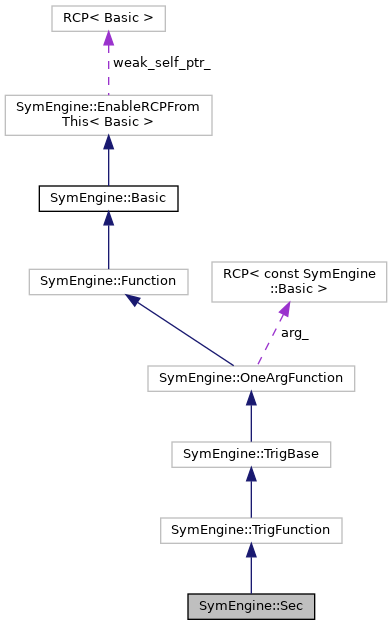 RCP< Basic >
weak_self_ptr_
SymEngine::EnableRCPFrom
This< Basic >
SymEngine::Basic
SymEngine::Function
RCP< const SymEngine
::Basic >
arg_
SymEngine::OneArgFunction
SymEngine::TrigBase
SymEngine::TrigFunction
SymEngine::Sec